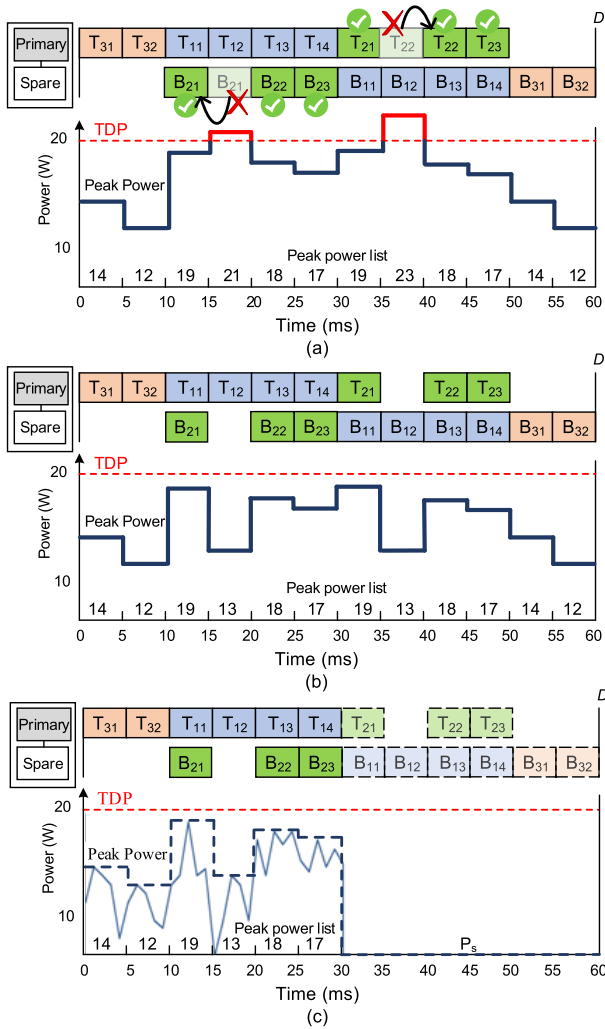 D
Primary T31 T32 T11 T12 T13 T14 T21 T22 T22 T23
Spare B21 B21 B22 B23 B11 B12 B13 B14 B31 B32
20 TDP
Power (W)
Peak Power
10
Peak power list
14 12 19 21 18 17 19 23 18 17 14 12
0 5 10 15 20 25 30 35 40 45 50 55 60
Time (ms)
(a)
D
Primary T31 T32 T11 T12 T13 T14 T21 T22 T23
Spare B21 B22 B23 B11 B12 B13 B14 B31 B32
20 TDP
Power (W)
Peak Power
10
Peak power list
14 12 19 13 18 17 19 13 18 17 14 12
0 5 10 15 20 25 30 35 40 45 50 55 60
Time (ms)
(b)
D
Primary T31 T32 T11 T12 T13 T14 T21 T22 T23
Spare B21 B22 B23 B11 B12 B13 B14 B31 B32
20 TDP
Power (W)
Peak Power
10
Peak power list
14 12 19 13 18 17 Ps
0 5 10 15 20 25 30 35 40 45 50 55 60
Time (ms)
(c)